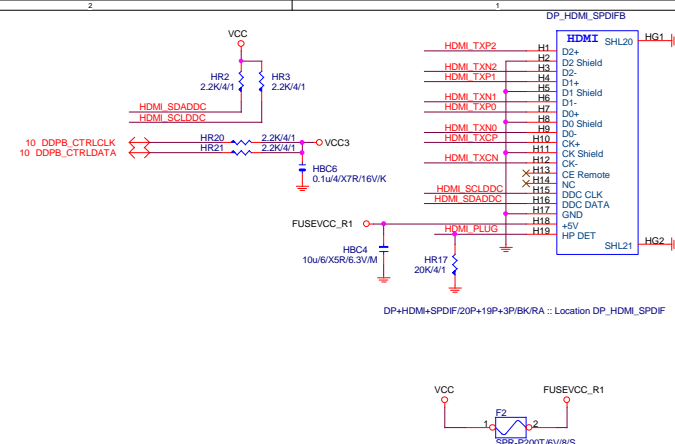 2
1
DP_HDMI_SPDIFB
VCC
HDMI
SHL20
HG1
HR2
2.2K/4/1
HR3
2.2K/4/1
HDMI_SDADDC
HDMI_SCLDDC
10 DDPB_CTRLCLK
10 DDPB_CTRLDATA
HR20
2.2K/4/1
HR21
2.2K/4/1
VCC3
HBC6
0.1u/4/X7R/16V/K
HDMI_TXP2
H1
D2+
H2
D2 Shield
HDMI_TXN2
H3
D2-
HDMI_TXP1
H4
D1+
H5
D1 Shield
HDMI_TXN1
H6
D1-
HDMI_TXP0
H7
D0+
H8
D0 Shield
HDMI_TXN0
H9
D0-
HDMI_TXCP
H10
CK+
H11
CK Shield
HDMI_TXCN
H12
CK-
H13
CE Remote
H14
NC
HDMI_SCLDDC
H15
DDC CLK
HDMI_SDADDC
H16
DDC DATA
H17
GND
FUSEVCC_R1
H18
+5V
HDMI_PLUG
H19
HP DET
SHL21
HG2
HBC4
10u/6/X5R/6.3V/M
HR17
20K/4/1
DP+HDMI+SPDIF/20P+19P+3P/BK/RA :: Location DP_HDMI_SPDIF
VCC
FUSEVCC_R1
F2
1
2
SPR-P200T/6V/8/S